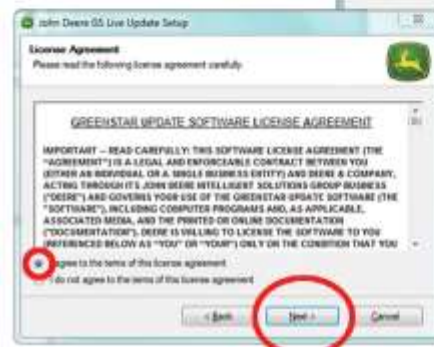 John Deere GS Live Update Setup
License Agreement
Please read the following license agreement carefully.
GREENSTAR UPDATE SOFTWARE LICENSE AGREEMENT
IMPORTANT – READ CAREFULLY: THIS SOFTWARE LICENSE AGREEMENT (THE
"AGREEMENT") IS A LEGAL AND ENFORCEABLE CONTRACT BETWEEN YOU
(EITHER AN INDIVIDUAL OR A SINGLE BUSINESS ENTITY) AND DEERE & COMPANY,
ACTING THROUGH ITS JOHN DEERE INTELLIGENT SOLUTIONS GROUP BUSINESS
("DEERE") AND GOVERNS YOUR USE OF THE GREENSTAR UPDATE SOFTWARE (THE
"SOFTWARE"), INCLUDING COMPUTER PROGRAMS AND, AS APPLICABLE,
ASSOCIATED MEDIA, AND THE PRINTED OR ONLINE DOCUMENTATION
("DOCUMENTATION"). DEERE IS WILLING TO LICENSE THE SOFTWARE TO YOU
(REFERENCED BELOW AS "YOU" OR "YOUR") ONLY ON THE CONDITION THAT YOU
agree to the terms of this license agreement
I do not agree to the terms of this license agreement
< Back
Next >
Cancel